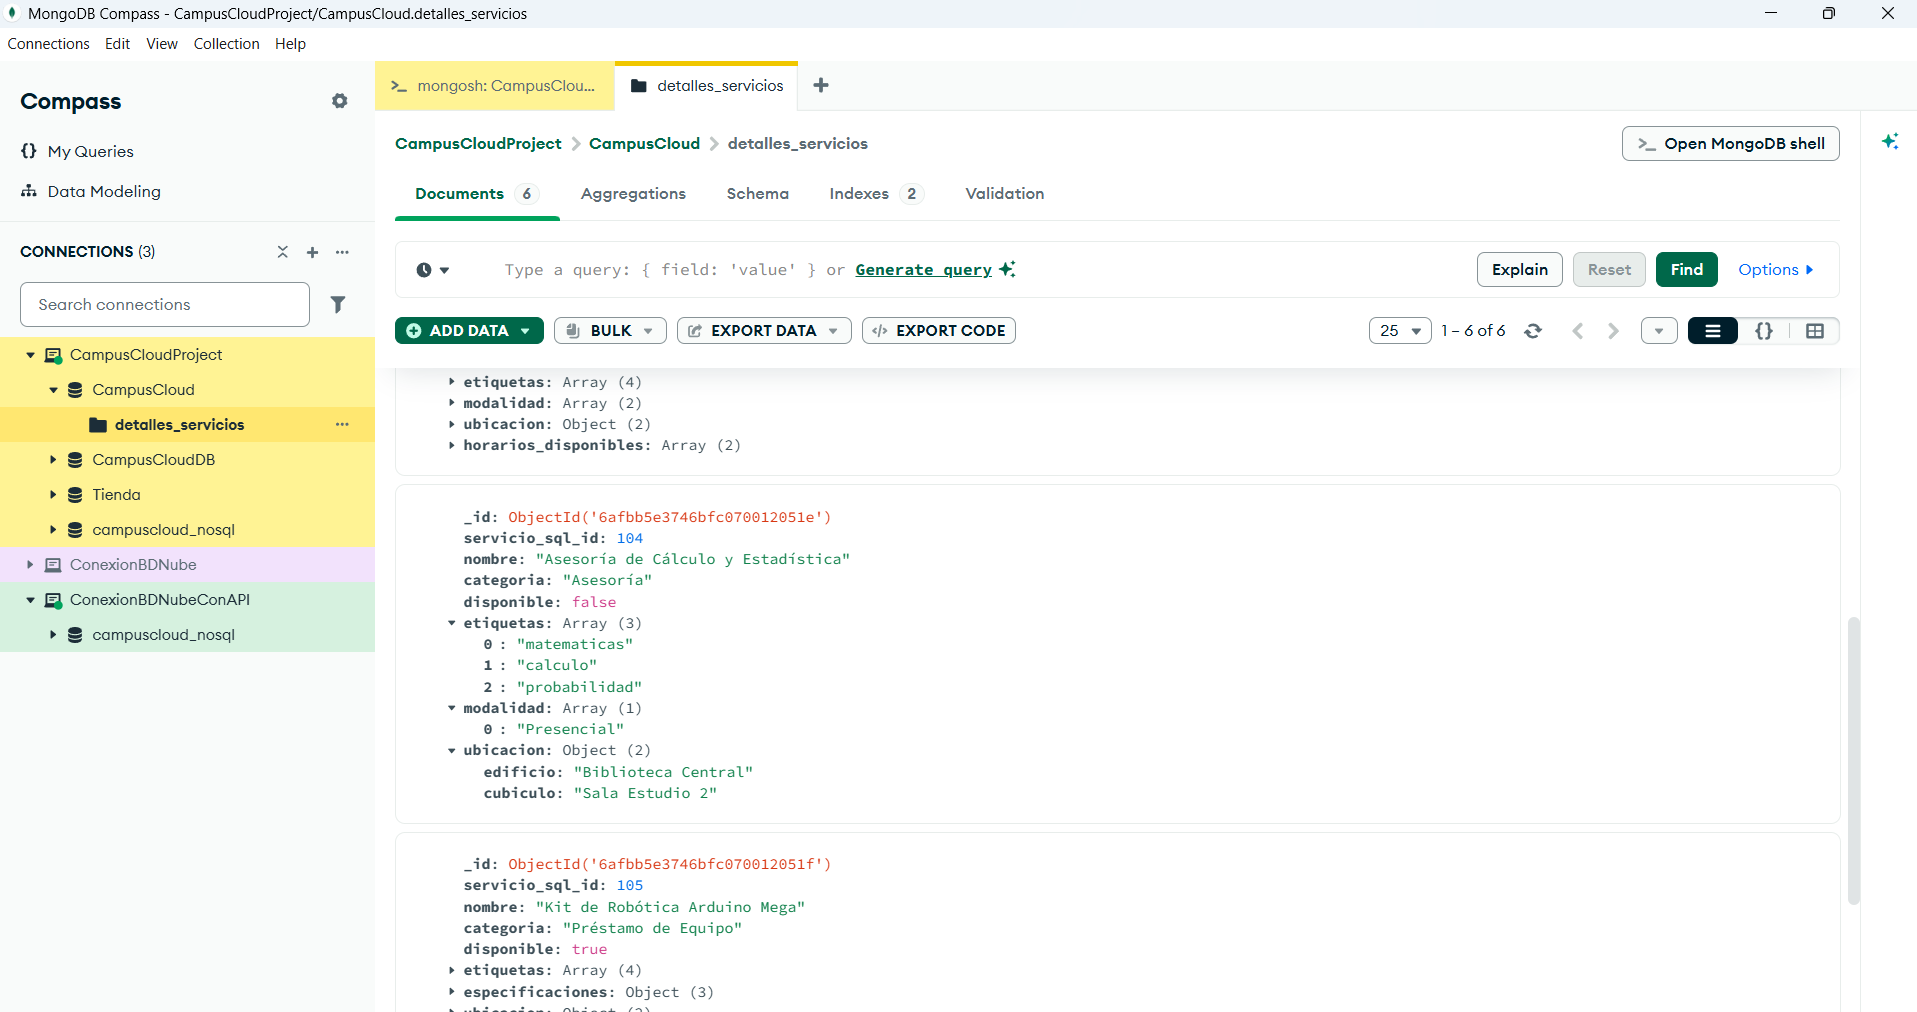 MongoDB Compass - CampusCloudProject/CampusCloud.detalles_servicios
Connections Edit View Collection Help
Compass
My Queries
Data Modeling
CONNECTIONS (3)
Search connections
CampusCloudProject
CampusCloud
detalles_servicios
CampusCloudDB
Tienda
campuscloud_nosql
ConexionBDNube
ConexionBDNubeConAPI
campuscloud_nosql
>_ mongosh: CampusClou...
detalles_servicios
CampusCloudProject > CampusCloud > detalles_servicios
>_ Open MongoDB shell
Documents 6 Aggregations Schema Indexes 2 Validation
Type a query: { field: 'value' } or Generate query
Explain Reset Find Options
ADD DATA BULK EXPORT DATA EXPORT CODE
25 1 – 6 of 6
etiquetas: Array (4)
modalidad: Array (2)
ubicacion: Object (2)
horarios_disponibles: Array (2)
_id: ObjectId('6afbb5e3746bfc070012051e')
servicio_sql_id: 104
nombre: "Asesoría de Cálculo y Estadística"
categoria: "Asesoría"
disponible: false
etiquetas: Array (3)
0 : "matematicas"
1 : "calculo"
2 : "probabilidad"
modalidad: Array (1)
0 : "Presencial"
ubicacion: Object (2)
edificio: "Biblioteca Central"
cubiculo: "Sala Estudio 2"
_id: ObjectId('6afbb5e3746bfc070012051f')
servicio_sql_id: 105
nombre: "Kit de Robótica Arduino Mega"
categoria: "Préstamo de Equipo"
disponible: true
etiquetas: Array (4)
especificaciones: Object (3)
ubicacion: Object (2)